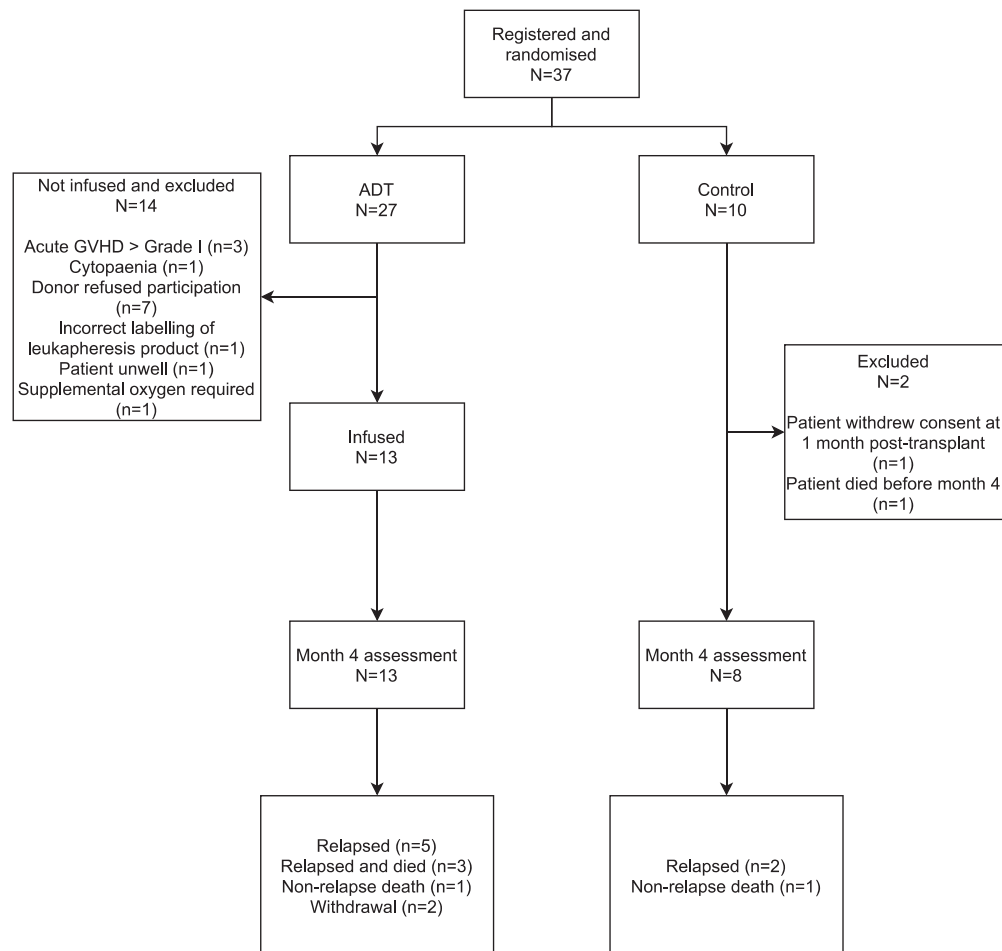 Registered and
randomised
N=37
ADT
N=27
Control
N=10
Not infused and excluded
N=14
Acute GVHD > Grade I (n=3)
Cytopaenia (n=1)
Donor refused participation
(n=7)
Incorrect labelling of
leukapheresis product (n=1)
Patient unwell (n=1)
Supplemental oxygen required
(n=1)
Excluded
N=2
Patient withdrew consent at
1 month post-transplant
(n=1)
Patient died before month 4
(n=1)
Infused
N=13
Month 4 assessment
N=13
Month 4 assessment
N=8
Relapsed (n=5)
Relapsed and died (n=3)
Non-relapse death (n=1)
Withdrawal (n=2)
Relapsed (n=2)
Non-relapse death (n=1)